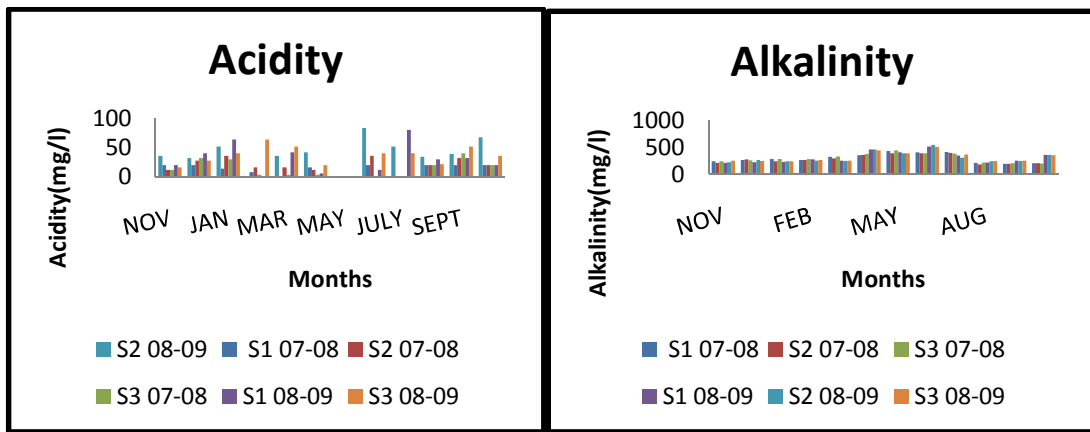 Acidity
Acidity(mg/l)
100
50
0
NOV JAN MAR MAY JULY SEPT
Months
S2 08-09 S1 07-08 S2 07-08
S3 07-08 S1 08-09 S3 08-09
Alkalinity
Alkalinity(mg/l)
1000
500
0
NOV FEB MAY AUG
Months
S1 07-08 S2 07-08 S3 07-08
S1 08-09 S2 08-09 S3 08-09